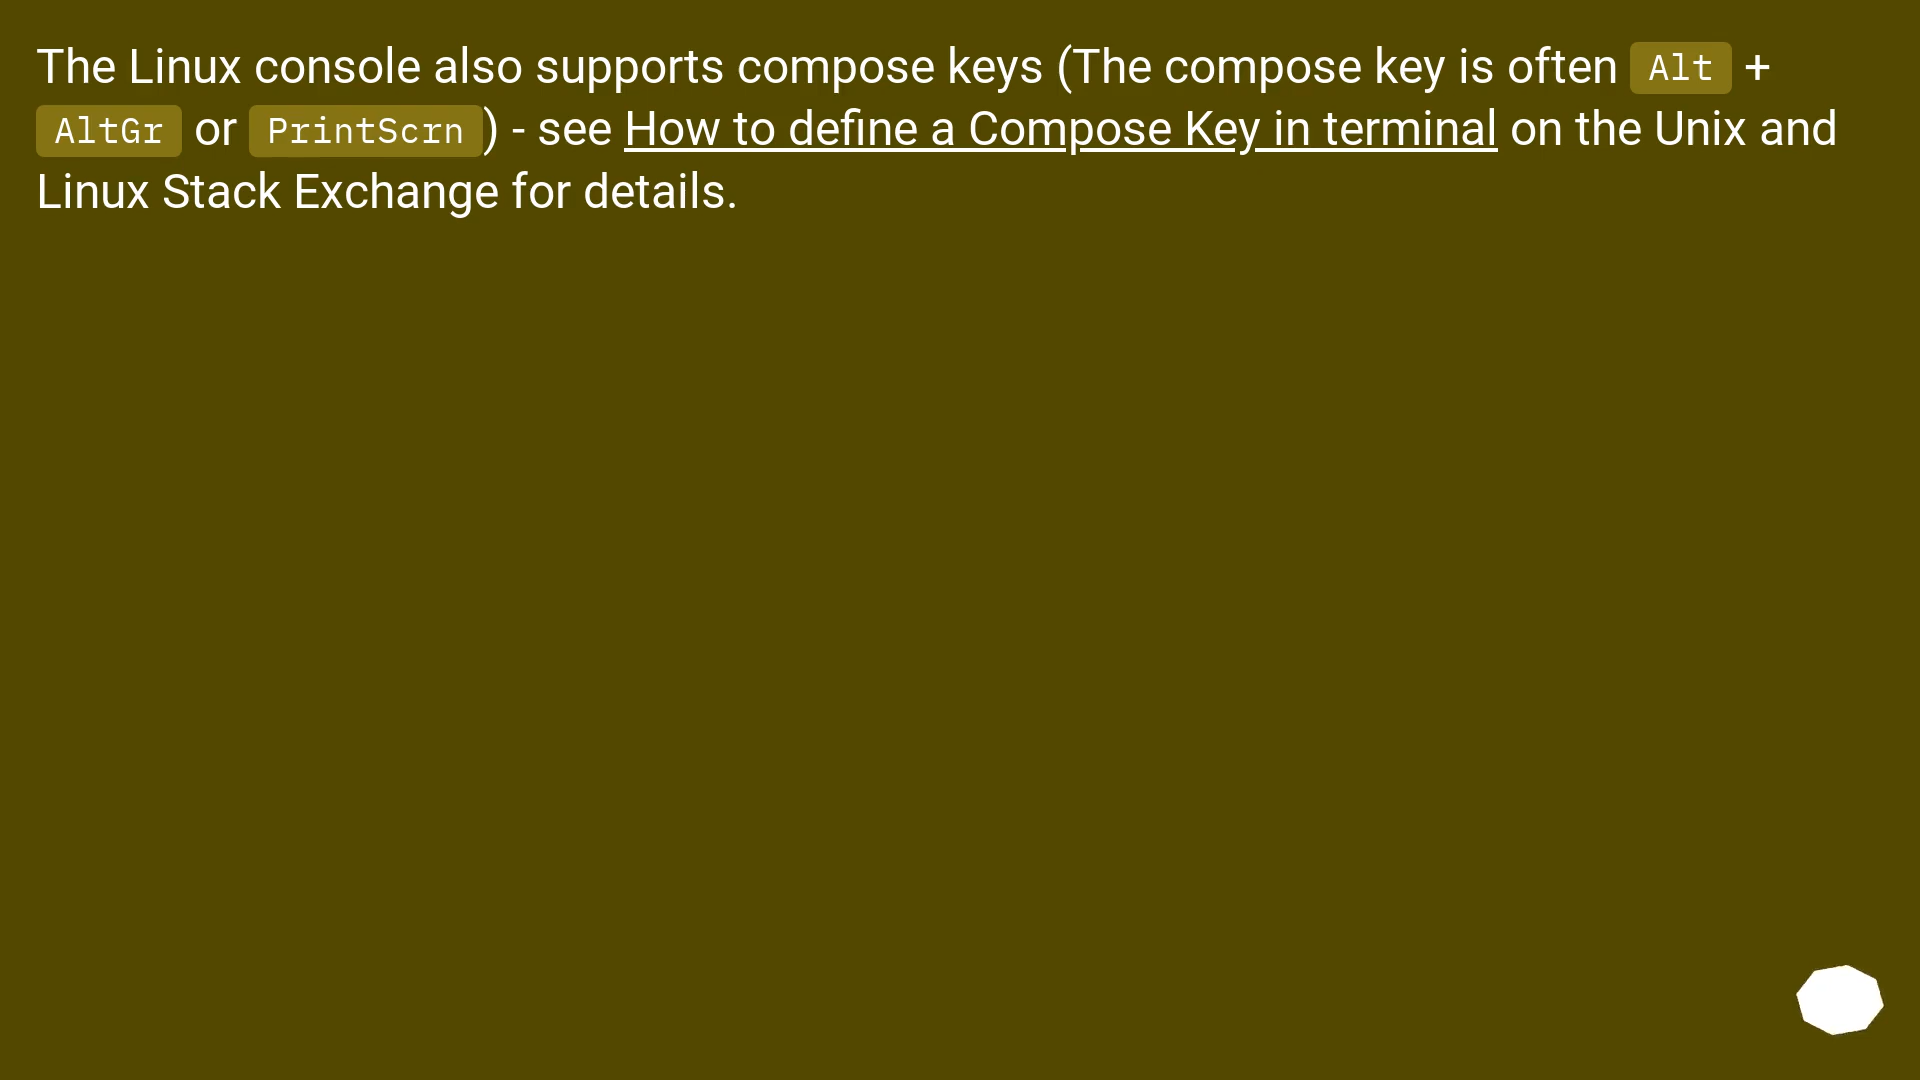 The Linux console also supports compose keys (The compose key is often Alt +
AltGr or PrintScrn) - see How to define a Compose Key in terminal on the Unix and
Linux Stack Exchange for details.